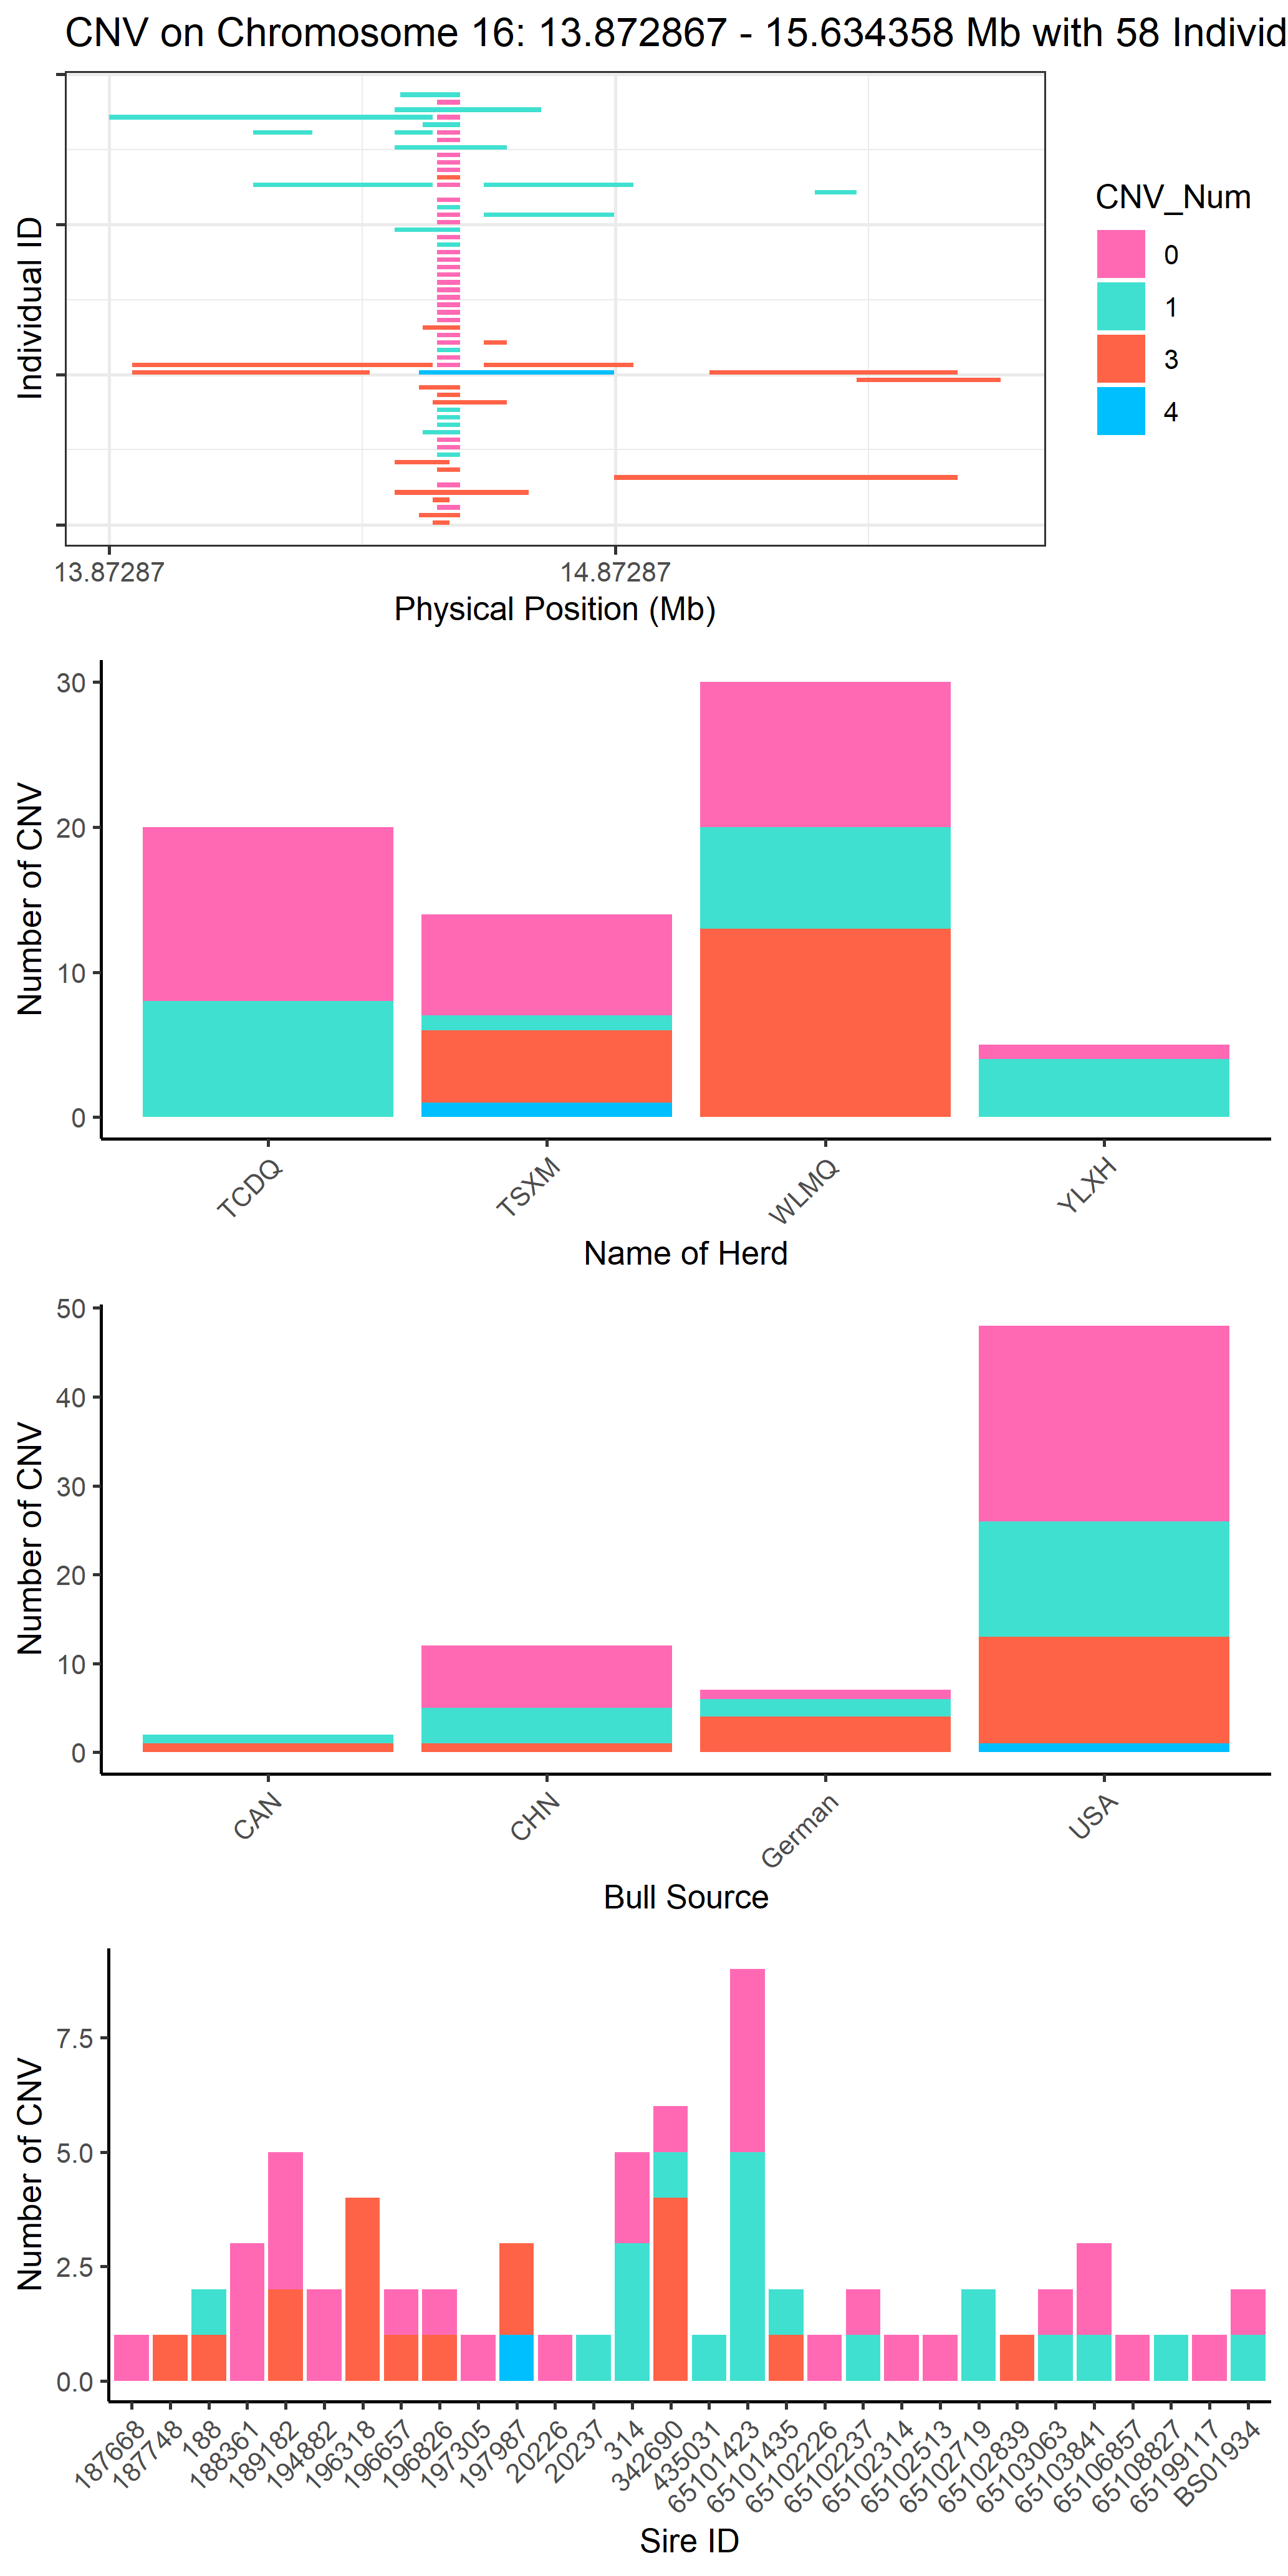 CNV on Chromosome 16: 13.872867 - 15.634358 Mb with 58 Individ
Individual ID
13.87287 14.87287
Physical Position (Mb)
CNV_Num
0
1
3
4
Number of CNV
30
20
10
0
TCDQ TSXM WLMQ YLXH
Name of Herd
Number of CNV
50
40
30
20
10
0
CAN CHN German USA
Bull Source
Number of CNV
7.5
5.0
2.5
0.0
187668 187748 188 188361 189182 194882 196318 196657 196826 197305 197987 20226 20237 314 342690 435031 65101423 65101435 65102226 65102237 65102314 65102513 65102719 65102839 65103063 65103841 65106857 65108827 65199117 BS01934
Sire ID